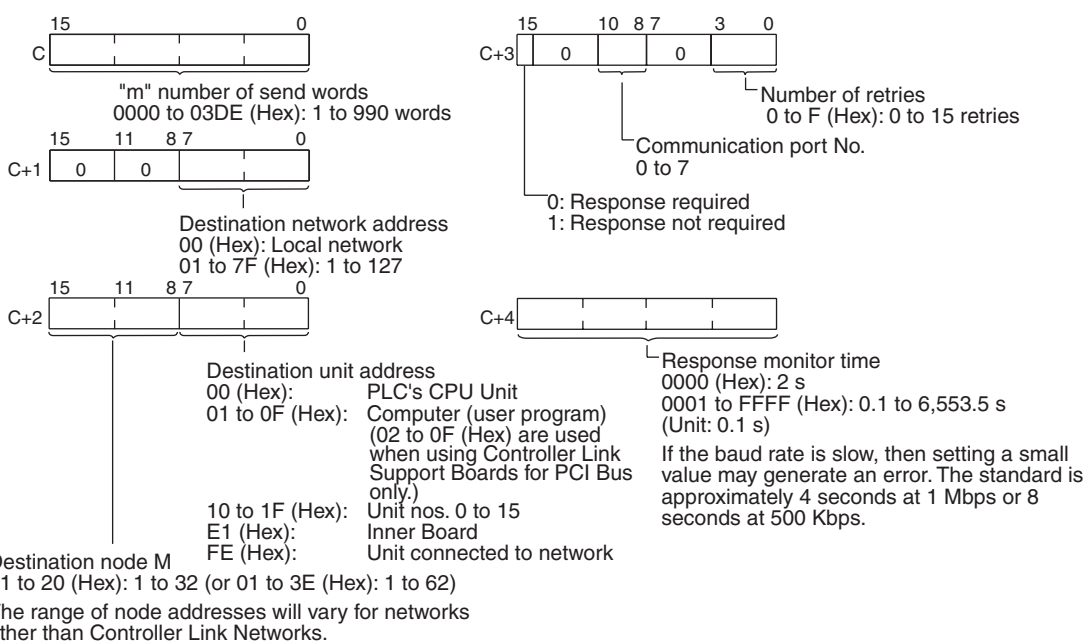 15 0
C
"m" number of send words
0000 to 03DE (Hex): 1 to 990 words
15 11 8 7 0
C+1 0 0
Destination network address
00 (Hex): Local network
01 to 7F (Hex): 1 to 127
15 11 8 7 0
C+2
Destination unit address
00 (Hex): PLC's CPU Unit
01 to 0F (Hex): Computer (user program)
(02 to 0F (Hex) are used
when using Controller Link
Support Boards for PCI Bus
only.)
10 to 1F (Hex): Unit nos. 0 to 15
E1 (Hex): Inner Board
FE (Hex): Unit connected to network
estination node M
1 to 20 (Hex): 1 to 32 (or 01 to 3E (Hex): 1 to 62)
he range of node addresses will vary for networks
ther than Controller Link Networks.
15 10 8 7 3 0
C+3 0 0
Number of retries
0 to F (Hex): 0 to 15 retries
Communication port No.
0 to 7
0: Response required
1: Response not required
C+4
Response monitor time
0000 (Hex): 2 s
0001 to FFFF (Hex): 0.1 to 6,553.5 s
(Unit: 0.1 s)
If the baud rate is slow, then setting a small
value may generate an error. The standard is
approximately 4 seconds at 1 Mbps or 8
seconds at 500 Kbps.